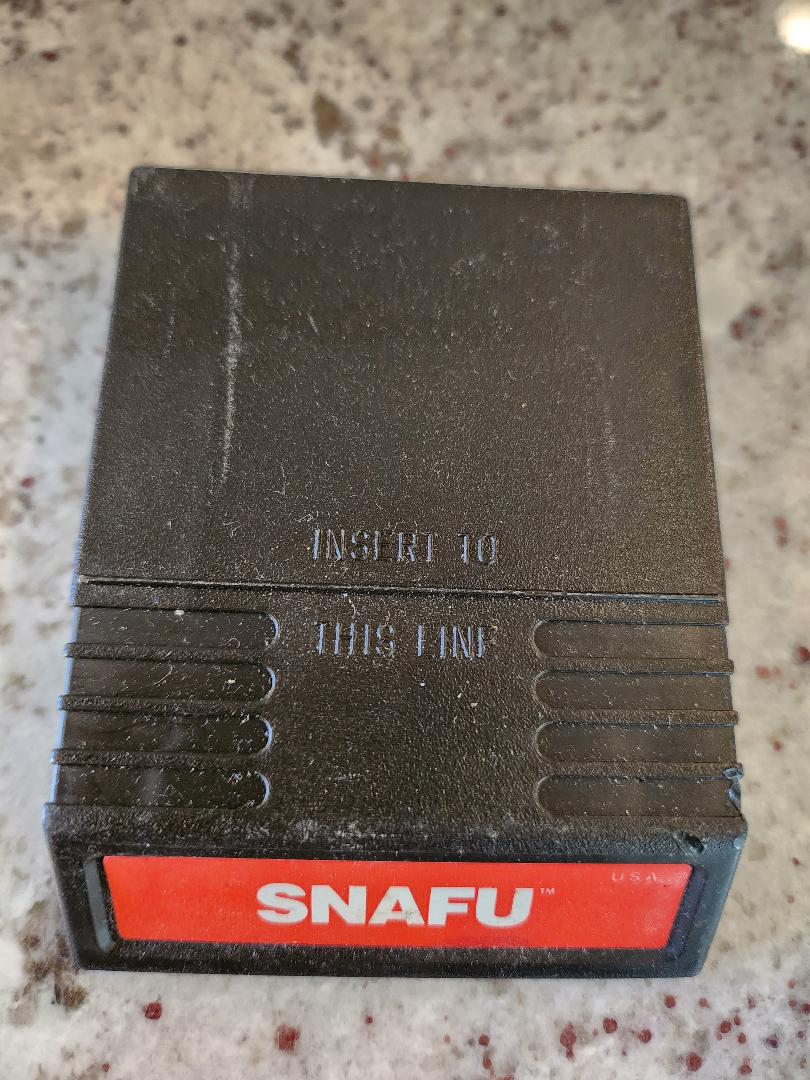 INSERT TO
THIS LINE
USA
SNAFU™